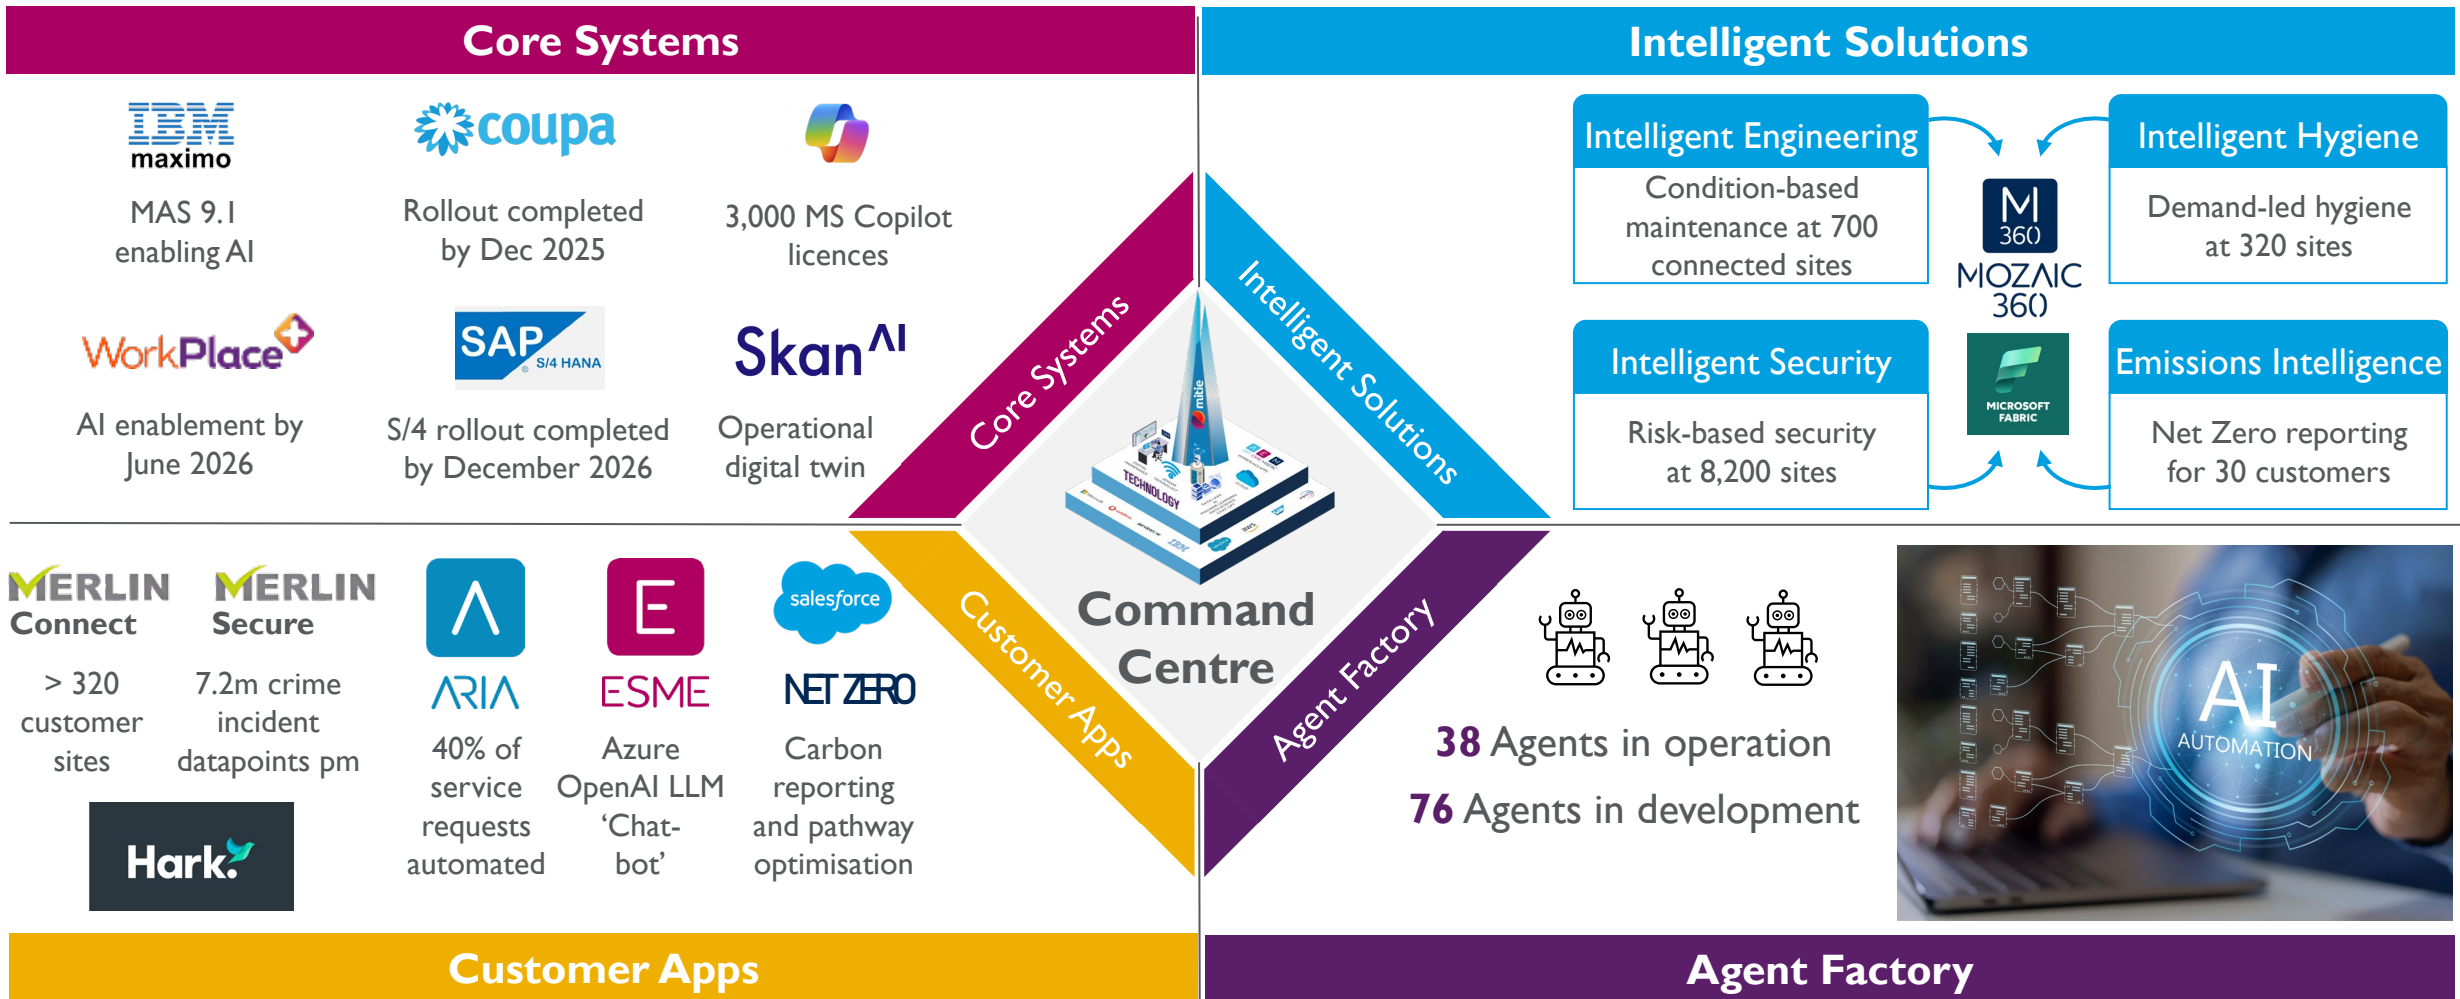 Core Systems
IBM
maximo
MAS 9.1
enabling AI
coupa
Rollout completed
by Dec 2025
3,000 MS Copilot
licences
WorkPlace+
AI enablement by
June 2026
SAP
S/4 HANA
S/4 rollout completed
by December 2026
Skan AI
Operational
digital twin
Intelligent Solutions
Intelligent Engineering
Condition-based
maintenance at 700
connected sites
Intelligent Hygiene
Demand-led hygiene
at 320 sites
M
360
MOZAIC
360
MICROSOFT
FABRIC
Intelligent Security
Risk-based security
at 8,200 sites
Emissions Intelligence
Net Zero reporting
for 30 customers
Core Systems
Intelligent Solutions
Customer Apps
Agent Factory
mitie
TECHNOLOGY
IBM
Command
Centre
MERLIN
Connect
> 320
customer
sites
MERLIN
Secure
7.2m crime
incident
datapoints pm
Hark.
ARIA
40% of
service
requests
automated
E
ESME
Azure
OpenAI LLM
‘Chat-
bot’
salesforce
NET ZERO
Carbon
reporting
and pathway
optimisation
38 Agents in operation
76 Agents in development
AI
AUTOMATION
Customer Apps
Agent Factory